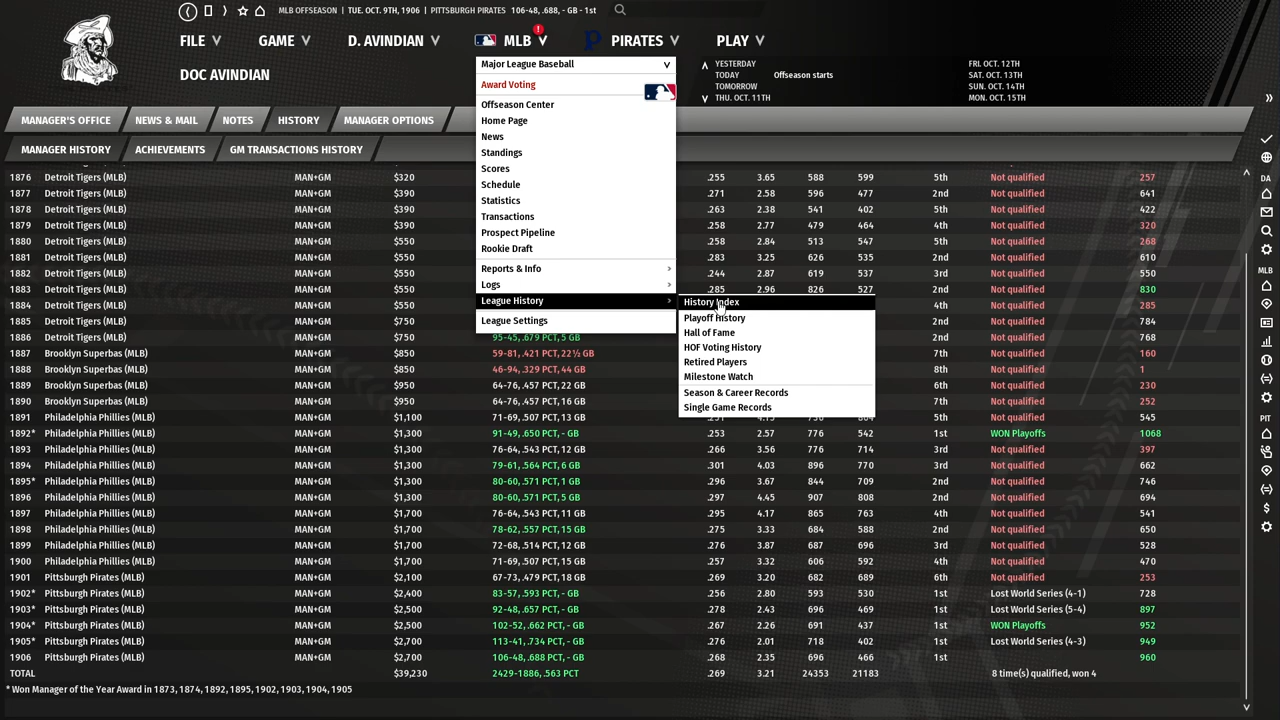 MLB OFFSEASON | TUE. OCT. 9TH, 1906 | PITTSBURGH PIRATES 106-48, .688, - GB - 1st
FILE GAME D. AVINDIAN MLB ! PIRATES PLAY
DOC AVINDIAN
YESTERDAY
TODAY Offseason starts
TOMORROW
THU. OCT. 11TH
FRI. OCT. 12TH
SAT. OCT. 13TH
SUN. OCT. 14TH
MON. OCT. 15TH
MANAGER'S OFFICE NEWS & MAIL NOTES HISTORY MANAGER OPTIONS
MANAGER HISTORY ACHIEVEMENTS GM TRANSACTIONS HISTORY
Major League Baseball
Award Voting
Offseason Center
Home Page
News
Standings
Scores
Schedule
Statistics
Transactions
Prospect Pipeline
Rookie Draft
Reports & Info >
Logs >
League History >
League Settings
History Index
Playoff History
Hall of Fame
HOF Voting History
Retired Players
Milestone Watch
Season & Career Records
Single Game Records
1876 Detroit Tigers (MLB) MAN+GM $320 .255 3.65 588 599 5th Not qualified 257
1877 Detroit Tigers (MLB) MAN+GM $390 .271 2.58 596 477 2nd Not qualified 641
1878 Detroit Tigers (MLB) MAN+GM $390 .263 2.38 541 402 5th Not qualified 422
1879 Detroit Tigers (MLB) MAN+GM $390 .258 2.77 479 464 4th Not qualified 320
1880 Detroit Tigers (MLB) MAN+GM $550 .258 2.84 513 547 5th Not qualified 268
1881 Detroit Tigers (MLB) MAN+GM $550 .283 3.25 626 535 2nd Not qualified 610
1882 Detroit Tigers (MLB) MAN+GM $550 .244 2.87 619 537 3rd Not qualified 550
1883 Detroit Tigers (MLB) MAN+GM $550 .285 2.96 826 527 2nd Not qualified 830
1884 Detroit Tigers (MLB) MAN+GM $550 4th Not qualified 285
1885 Detroit Tigers (MLB) MAN+GM $750 2nd Not qualified 784
1886 Detroit Tigers (MLB) MAN+GM $750 95-45, .679 PCT, 5 GB 2nd Not qualified 768
1887 Brooklyn Superbas (MLB) MAN+GM $850 59-81, .421 PCT, 22 ½ GB 7th Not qualified 160
1888 Brooklyn Superbas (MLB) MAN+GM $850 46-94, .329 PCT, 44 GB 8th Not qualified 1
1889 Brooklyn Superbas (MLB) MAN+GM $950 64-76, .457 PCT, 22 GB 6th Not qualified 230
1890 Brooklyn Superbas (MLB) MAN+GM $950 64-76, .457 PCT, 16 GB 7th Not qualified 252
1891 Philadelphia Phillies (MLB) MAN+GM $1,100 71-69, .507 PCT, 13 GB 5th Not qualified 545
1892* Philadelphia Phillies (MLB) MAN+GM $1,300 91-49, .650 PCT, - GB .253 2.57 776 542 1st WON Playoffs 1068
1893 Philadelphia Phillies (MLB) MAN+GM $1,300 76-64, .543 PCT, 12 GB .266 3.56 776 714 3rd Not qualified 397
1894 Philadelphia Phillies (MLB) MAN+GM $1,300 79-61, .564 PCT, 6 GB .301 4.03 896 770 3rd Not qualified 662
1895* Philadelphia Phillies (MLB) MAN+GM $1,300 80-60, .571 PCT, 1 GB .296 3.67 844 709 2nd Not qualified 746
1896 Philadelphia Phillies (MLB) MAN+GM $1,300 80-60, .571 PCT, 5 GB .297 4.45 907 808 2nd Not qualified 694
1897 Philadelphia Phillies (MLB) MAN+GM $1,700 76-64, .543 PCT, 11 GB .295 4.17 865 763 4th Not qualified 541
1898 Philadelphia Phillies (MLB) MAN+GM $1,700 78-62, .557 PCT, 15 GB .275 3.33 684 588 2nd Not qualified 650
1899 Philadelphia Phillies (MLB) MAN+GM $1,700 72-68, .514 PCT, 12 GB .276 3.87 687 696 3rd Not qualified 528
1900 Philadelphia Phillies (MLB) MAN+GM $1,700 71-69, .507 PCT, 15 GB .257 3.32 606 592 4th Not qualified 470
1901 Pittsburgh Pirates (MLB) MAN+GM $2,100 67-73, .479 PCT, 18 GB .269 3.20 682 689 6th Not qualified 253
1902* Pittsburgh Pirates (MLB) MAN+GM $2,400 83-57, .593 PCT, - GB .256 2.80 593 530 1st Lost World Series (4-1) 728
1903* Pittsburgh Pirates (MLB) MAN+GM $2,500 92-48, .657 PCT, - GB .278 2.43 696 469 1st Lost World Series (5-4) 897
1904* Pittsburgh Pirates (MLB) MAN+GM $2,500 102-52, .662 PCT, - GB .267 2.26 691 437 1st WON Playoffs 952
1905* Pittsburgh Pirates (MLB) MAN+GM $2,700 113-41, .734 PCT, - GB .276 2.01 718 402 1st Lost World Series (4-3) 949
1906 Pittsburgh Pirates (MLB) MAN+GM $2,700 106-48, .688 PCT, - GB .268 2.35 696 466 1st 960
TOTAL $39,230 2429-1886, .563 PCT .269 3.21 24353 21183 8 time(s) qualified, won 4
* Won Manager of the Year Award in 1873, 1874, 1892, 1895, 1902, 1903, 1904, 1905
DA
MLB
PIT